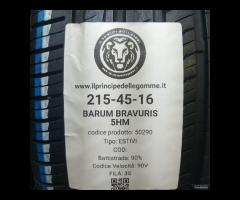 www.ilprincipedellegomme.it
215-45-16
BARUM BRAVURIS
5HM
codice prodotto: 50290
Tipo: ESTIVI
COD:
Battistrada: 90%
Codice Velocità: 90V
FILA: 35